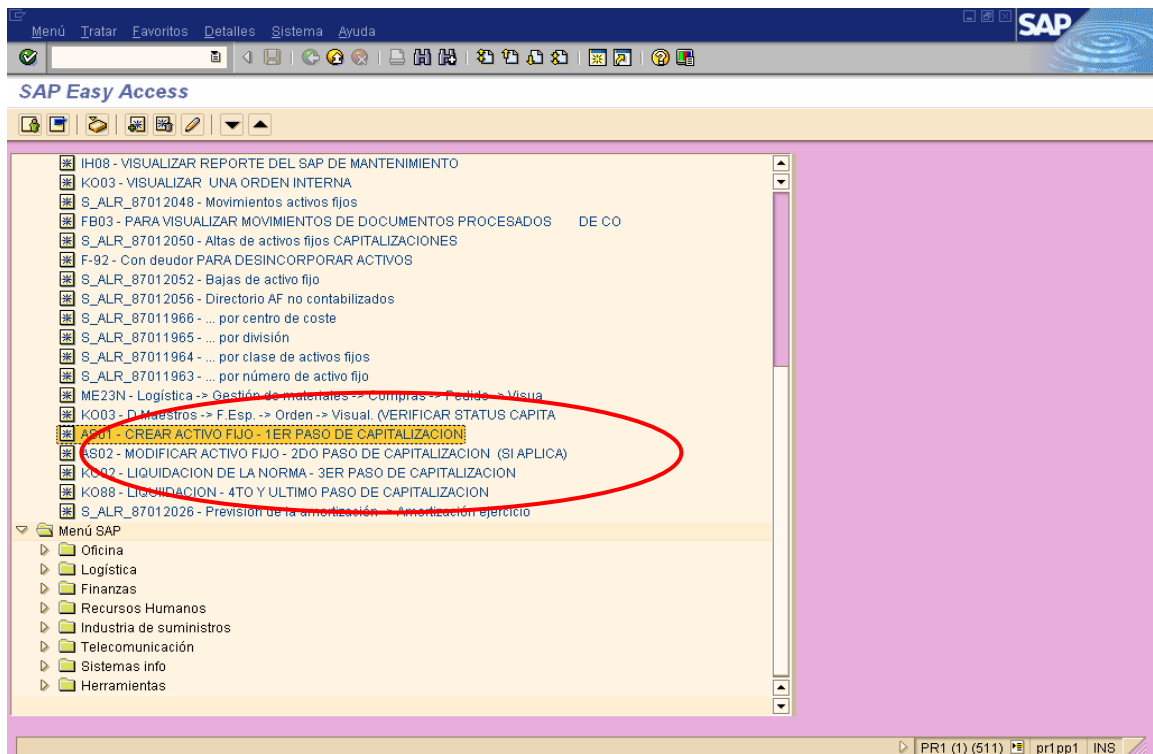 Menú Tratar Favoritos Detalles Sistema Ayuda
SAP
SAP Easy Access
IH08 - VISUALIZAR REPORTE DEL SAP DE MANTENIMIENTO
KO03 - VISUALIZAR UNA ORDEN INTERNA
S_ALR_87012048 - Movimientos activos fijos
FB03 - PARA VISUALIZAR MOVIMIENTOS DE DOCUMENTOS PROCESADOS DE CO
S_ALR_87012050 - Altas de activos fijos CAPITALIZACIONES
F-92 - Con deudor PARA DESINCORPORAR ACTIVOS
S_ALR_87012052 - Bajas de activo fijo
S_ALR_87012056 - Directorio AF no contabilizados
S_ALR_87011966 - ... por centro de coste
S_ALR_87011965 - ... por división
S_ALR_87011964 - ... por clase de activos fijos
S_ALR_87011963 - ... por número de activo fijo
ME23N - Logística -> Gestión de materiales -> Compras -> Pedido -> Visua
KO03 - D.Maestros -> F.Esp. -> Orden -> Visual. (VERIFICAR STATUS CAPITA
AS01 - CREAR ACTIVO FIJO - 1ER PASO DE CAPITALIZACION
AS02 - MODIFICAR ACTIVO FIJO - 2DO PASO DE CAPITALIZACION (SI APLICA)
KO02 - LIQUIDACION DE LA NORMA - 3ER PASO DE CAPITALIZACION
KO88 - LIQUIIDACION - 4TO Y ULTIMO PASO DE CAPITALIZACION
S_ALR_87012026 - Previsión de la amortización -> Amortización ejercicio
Menú SAP
Oficina
Logística
Finanzas
Recursos Humanos
Industria de suministros
Telecomunicación
Sistemas info
Herramientas
PR1 (1) (511) pr1pp1 INS